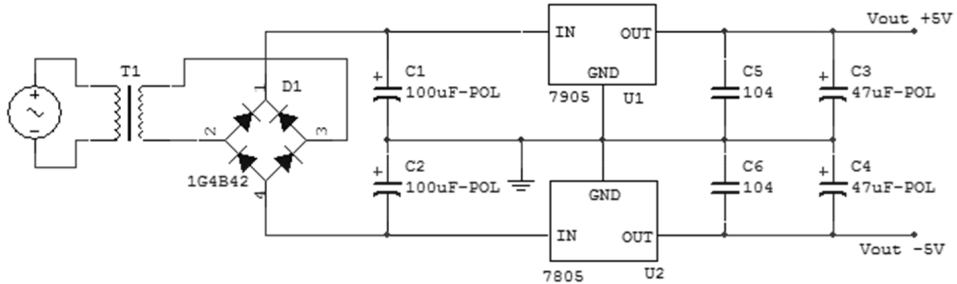 Vout +5V
IN
OUT
GND
7905
U1
T1
D1
1
2
3
4
1G4B42
+
C1
100uF-POL
C5
104
+
C3
47uF-POL
+
C2
100uF-POL
C6
104
+
C4
47uF-POL
GND
IN
OUT
7805
U2
Vout -5V
+
~
-